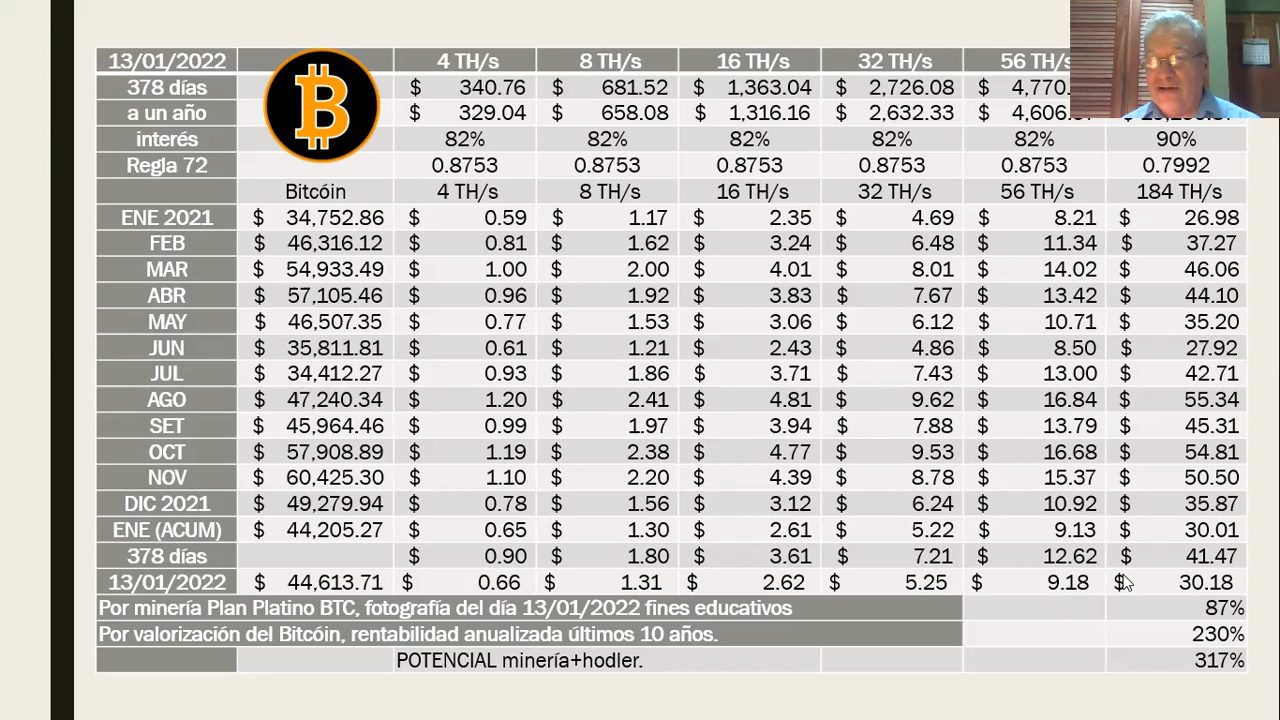 13/01/2022 4 TH/s 8 TH/s 16 TH/s 32 TH/s 56 TH/s
378 días $ 340.76 $ 681.52 $ 1,363.04 $ 2,726.08 $
a un año $ 329.04 $ 658.08 $ 1,316.16 $ 2,632.33 $
interés 82% 82% 82% 82% 82% 90%
Regla 72 0.8753 0.8753 0.8753 0.8753 0.8753 0.7992
Bitcóin 4 TH/s 8 TH/s 16 TH/s 32 TH/s 56 TH/s 184 TH/s
ENE 2021 $ 34,752.86 $ 0.59 $ 1.17 $ 2.35 $ 4.69 $ 8.21 $ 26.98
FEB $ 46,316.12 $ 0.81 $ 1.62 $ 3.24 $ 6.48 $ 11.34 $ 37.27
MAR $ 54,933.49 $ 1.00 $ 2.00 $ 4.01 $ 8.01 $ 14.02 $ 46.06
ABR $ 57,105.46 $ 0.96 $ 1.92 $ 3.83 $ 7.67 $ 13.42 $ 44.10
MAY $ 46,507.35 $ 0.77 $ 1.53 $ 3.06 $ 6.12 $ 10.71 $ 35.20
JUN $ 35,811.81 $ 0.61 $ 1.21 $ 2.43 $ 4.86 $ 8.50 $ 27.92
JUL $ 34,412.27 $ 0.93 $ 1.86 $ 3.71 $ 7.43 $ 13.00 $ 42.71
AGO $ 47,240.34 $ 1.20 $ 2.41 $ 4.81 $ 9.62 $ 16.84 $ 55.34
SET $ 45,964.46 $ 0.99 $ 1.97 $ 3.94 $ 7.88 $ 13.79 $ 45.31
OCT $ 57,908.89 $ 1.19 $ 2.38 $ 4.77 $ 9.53 $ 16.68 $ 54.81
NOV $ 60,425.30 $ 1.10 $ 2.20 $ 4.39 $ 8.78 $ 15.37 $ 50.50
DIC 2021 $ 49,279.94 $ 0.78 $ 1.56 $ 3.12 $ 6.24 $ 10.92 $ 35.87
ENE (ACUM) $ 44,205.27 $ 0.65 $ 1.30 $ 2.61 $ 5.22 $ 9.13 $ 30.01
378 días $ 0.90 $ 1.80 $ 3.61 $ 7.21 $ 12.62 $ 41.47
13/01/2022 $ 44,613.71 $ 0.66 $ 1.31 $ 2.62 $ 5.25 $ 9.18 $ 30.18
Por minería Plan Platino BTC, fotografía del día 13/01/2022 fines educativos 87%
Por valorización del Bitcóin, rentabilidad anualizada últimos 10 años. 230%
POTENCIAL minería+hodler. 317%